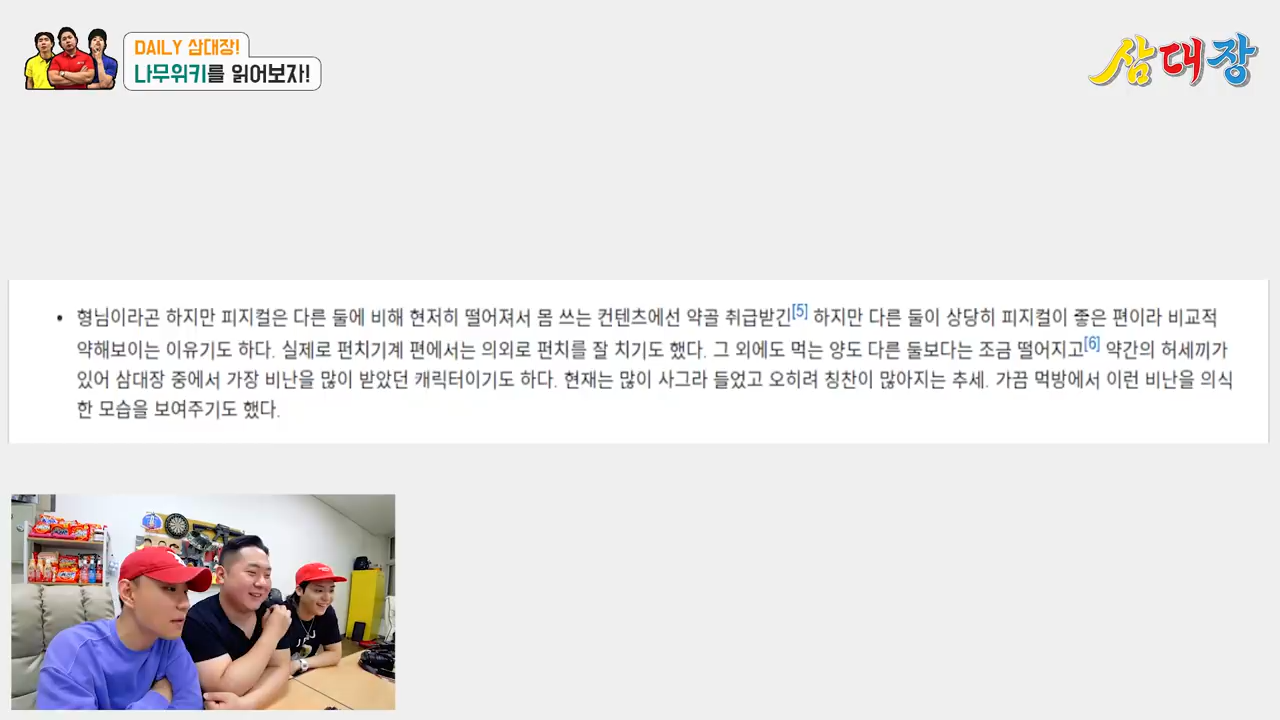 DAILY 삼대장!
나무위키를 읽어보자!
삼대장
• 형님이라곤 하지만 피지컬은 다른 둘에 비해 현저히 떨어져서 몸 쓰는 컨텐츠에선 약골 취급받긴[5] 하지만 다른 둘이 상당히 피지컬이 좋은 편이라 비교적
약해보이는 이유기도 하다. 실제로 펀치기계 편에서는 의외로 펀치를 잘 치기도 했다. 그 외에도 먹는 양도 다른 둘보다는 조금 떨어지고[6] 약간의 허세끼가
있어 삼대장 중에서 가장 비난을 많이 받았던 캐릭터이기도 하다. 현재는 많이 사그라 들었고 오히려 칭찬이 많아지는 추세. 가끔 먹방에서 이런 비난을 의식
한 모습을 보여주기도 했다.